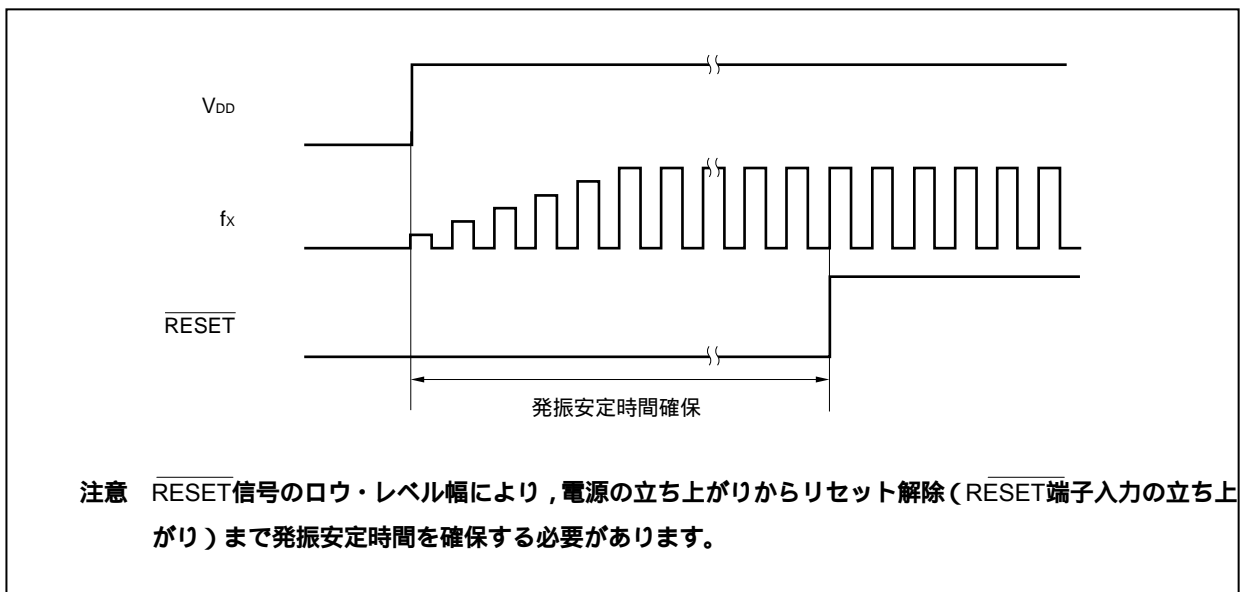 VDD
fX
RESET
発振安定時間確保
注意 RESET信号のロウ・レベル幅により,電源の立ち上がりからリセット解除(RESET端子入力の立ち上
がり)まで発振安定時間を確保する必要があります。